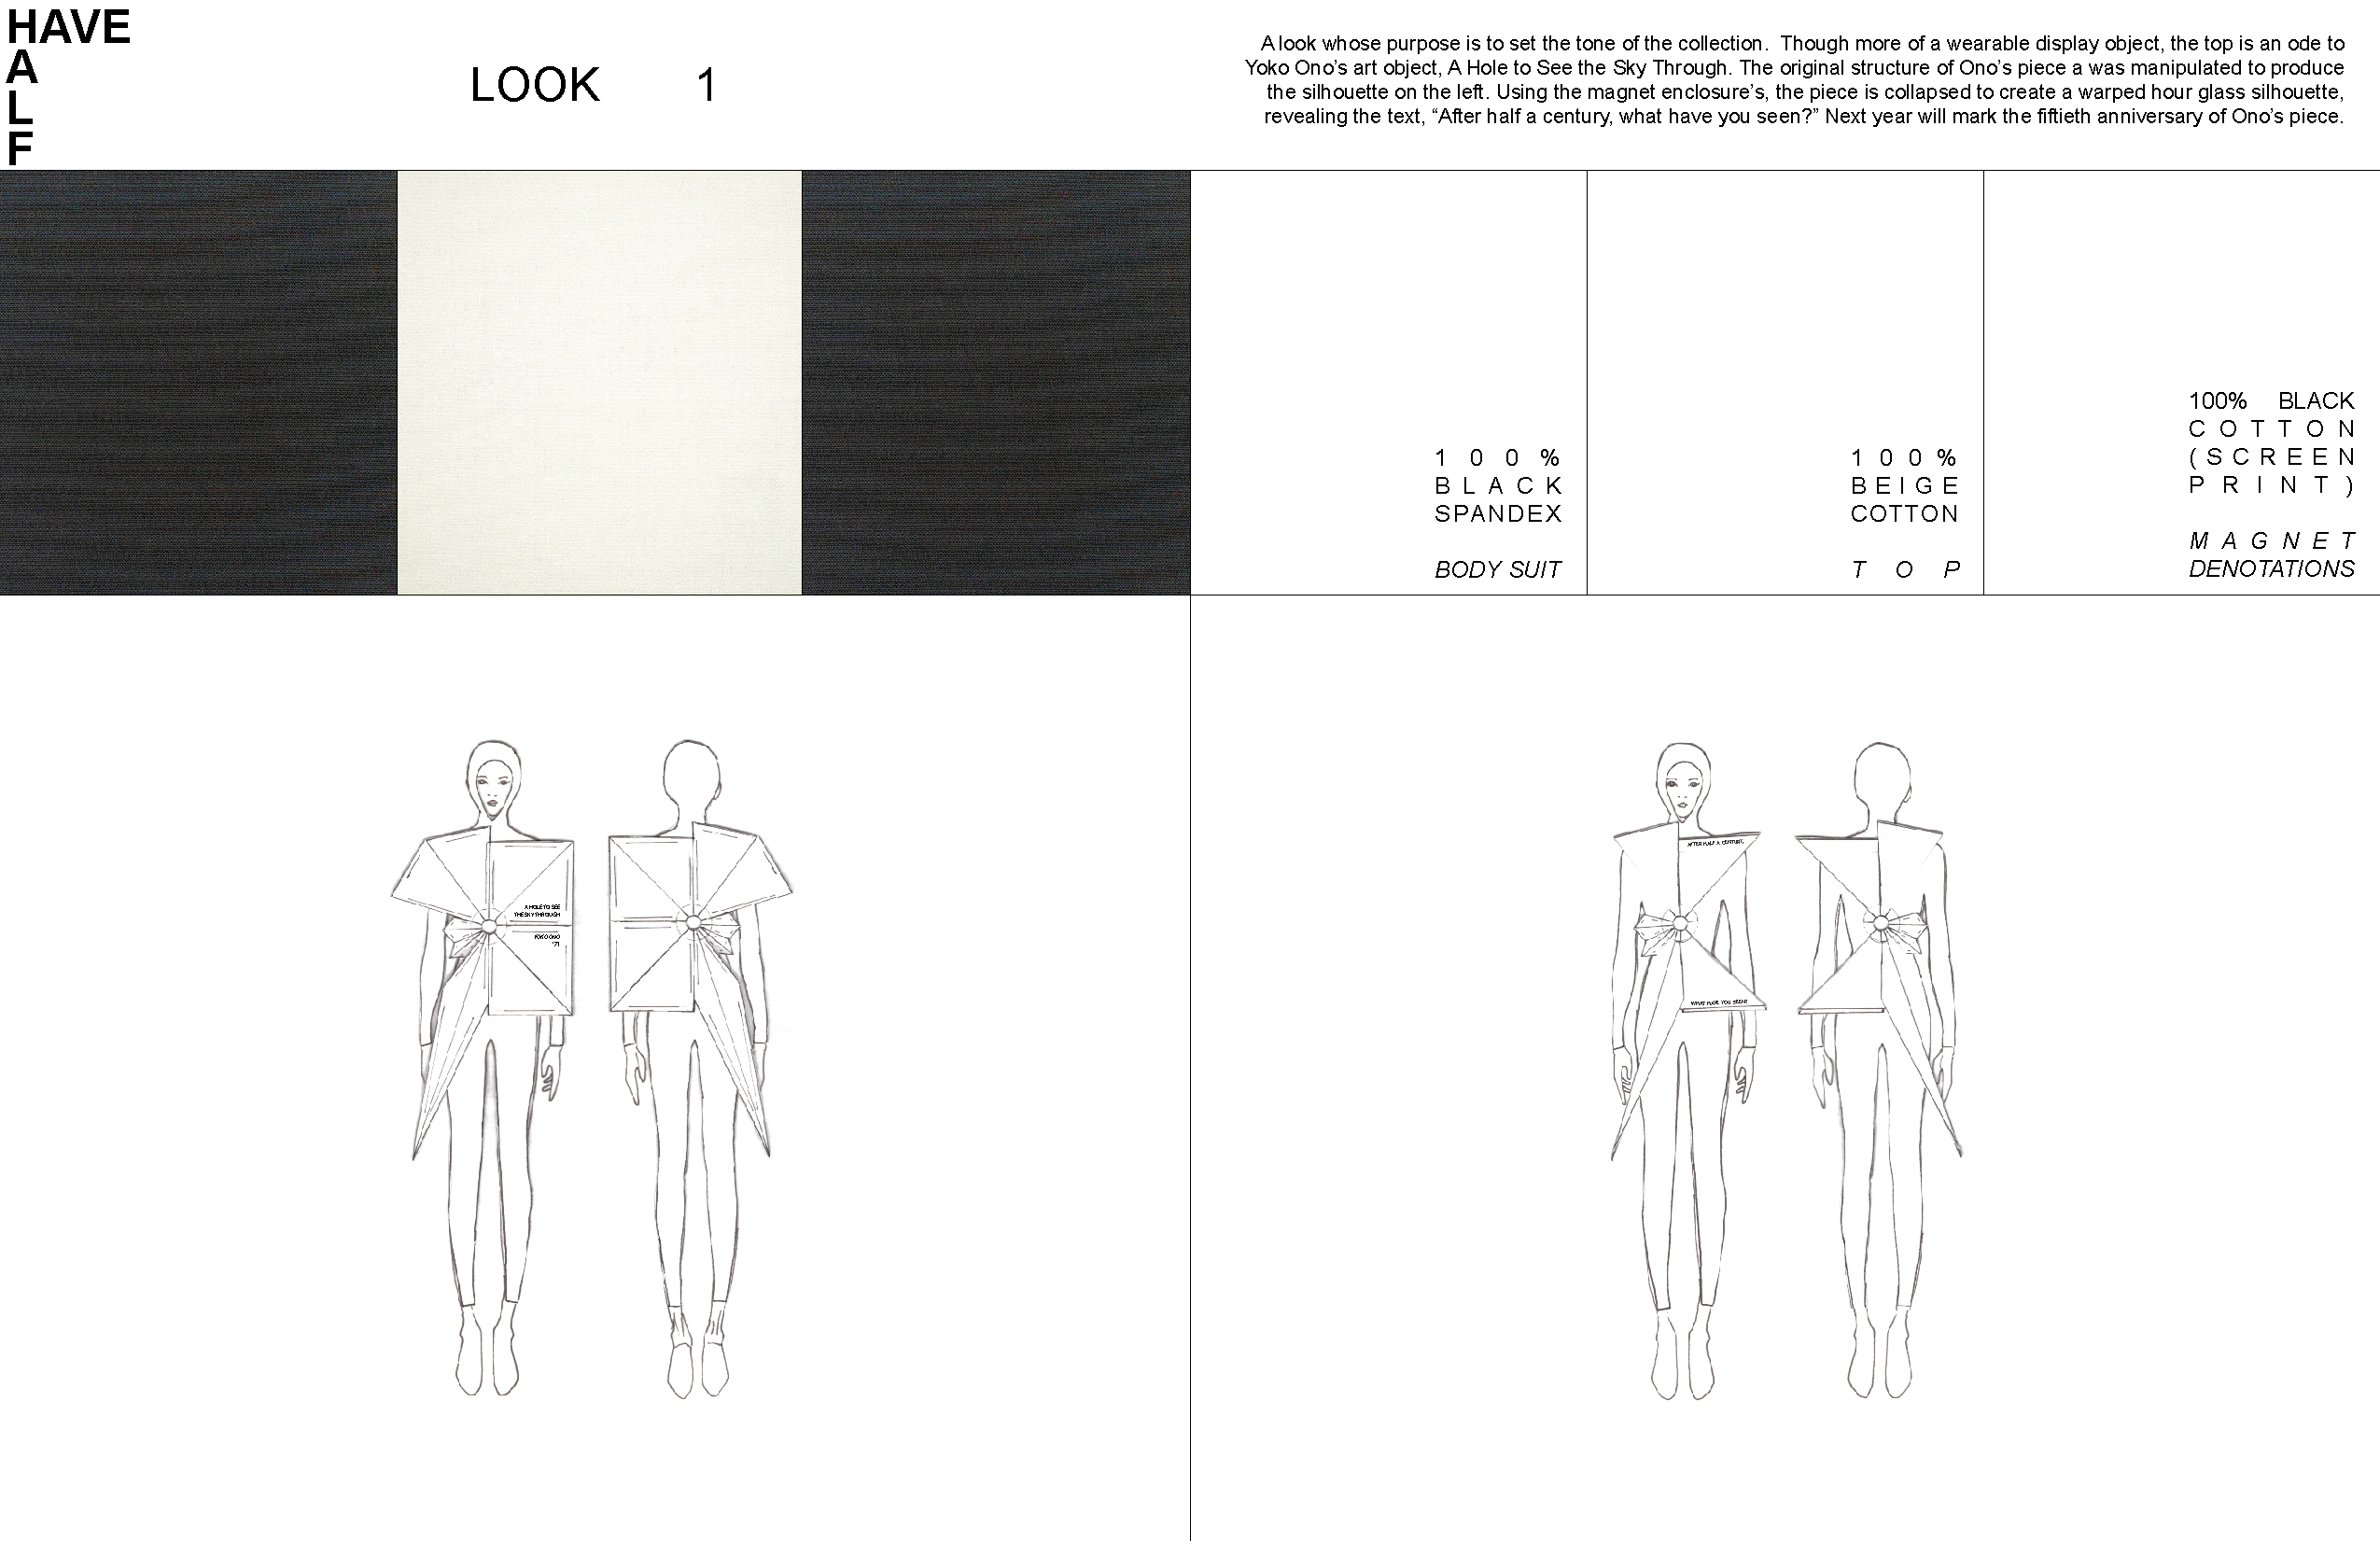 HAVE
A
L
F
LOOK 1
A look whose purpose is to set the tone of the collection. Though more of a wearable display object, the top is an ode to
Yoko Ono's art object, A Hole to See the Sky Through. The original structure of Ono's piece a was manipulated to produce
the silhouette on the left. Using the magnet enclosure's, the piece is collapsed to create a warped hour glass silhouette,
revealing the text, “After half a century, what have you seen?” Next year will mark the fiftieth anniversary of Ono's piece.
100%
BLACK
SPANDEX
BODY SUIT
100%
BEIGE
COTTON
TOP
100% BLACK
COTTON
(SCREEN
PRINT)
MAGNET
DENOTATIONS
A HOLE TO SEE
THE SKY THROUGH
YOKO ONO
'71
AFTER HALF A CENTURY,
WHAT HAVE YOU SEEN?